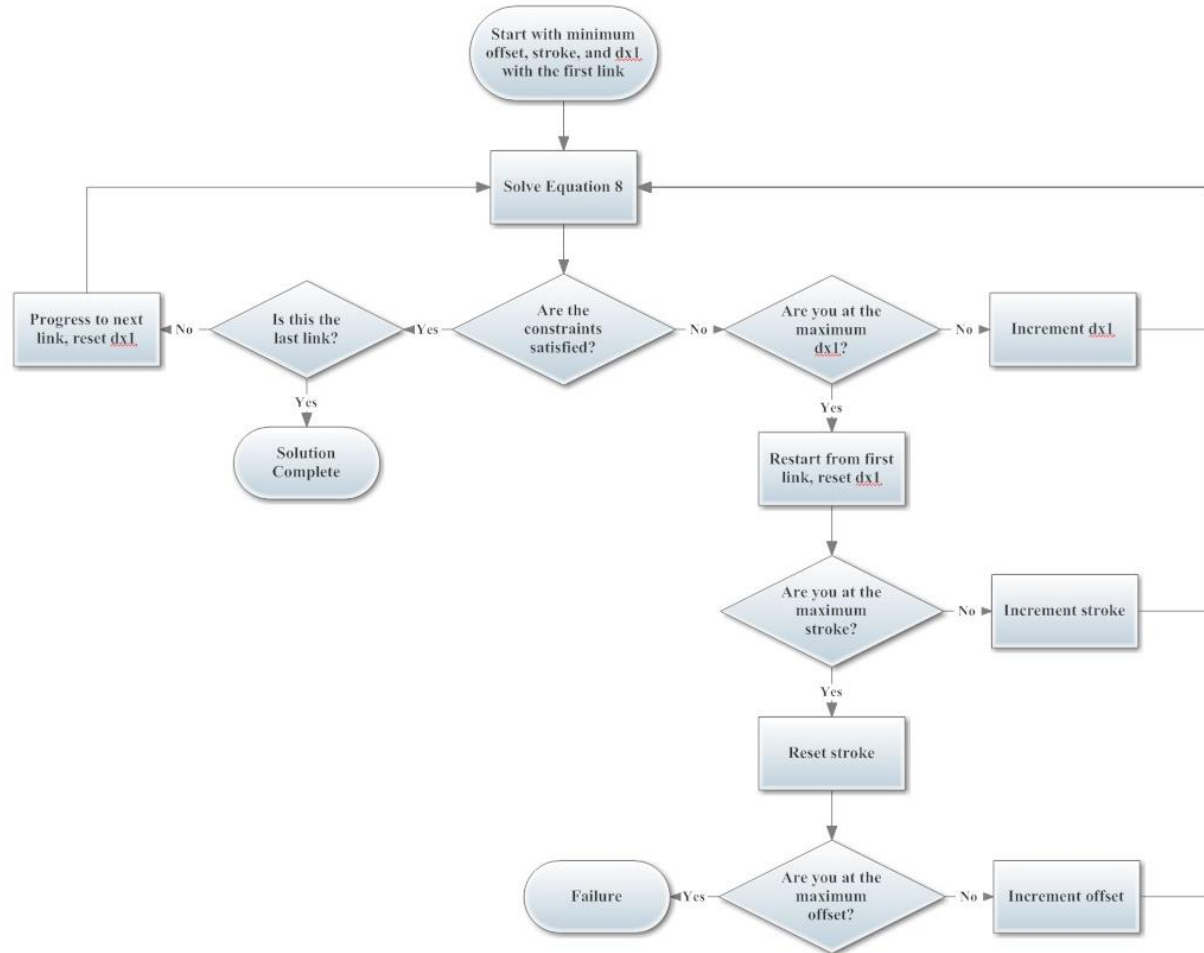 Start with minimum
offset, stroke, and dx1
with the first link
Solve Equation 8
Progress to next
link, reset dx1
No
Is this the
last link?
Yes
Are the
constraints
satisfied?
No
Are you at the
maximum
dx1?
No
Increment dx1
Yes
Solution
Complete
Yes
Restart from first
link, reset dx1
Are you at the
maximum
stroke?
No
Increment stroke
Yes
Reset stroke
Failure
Yes
Are you at the
maximum
offset?
No
Increment offset